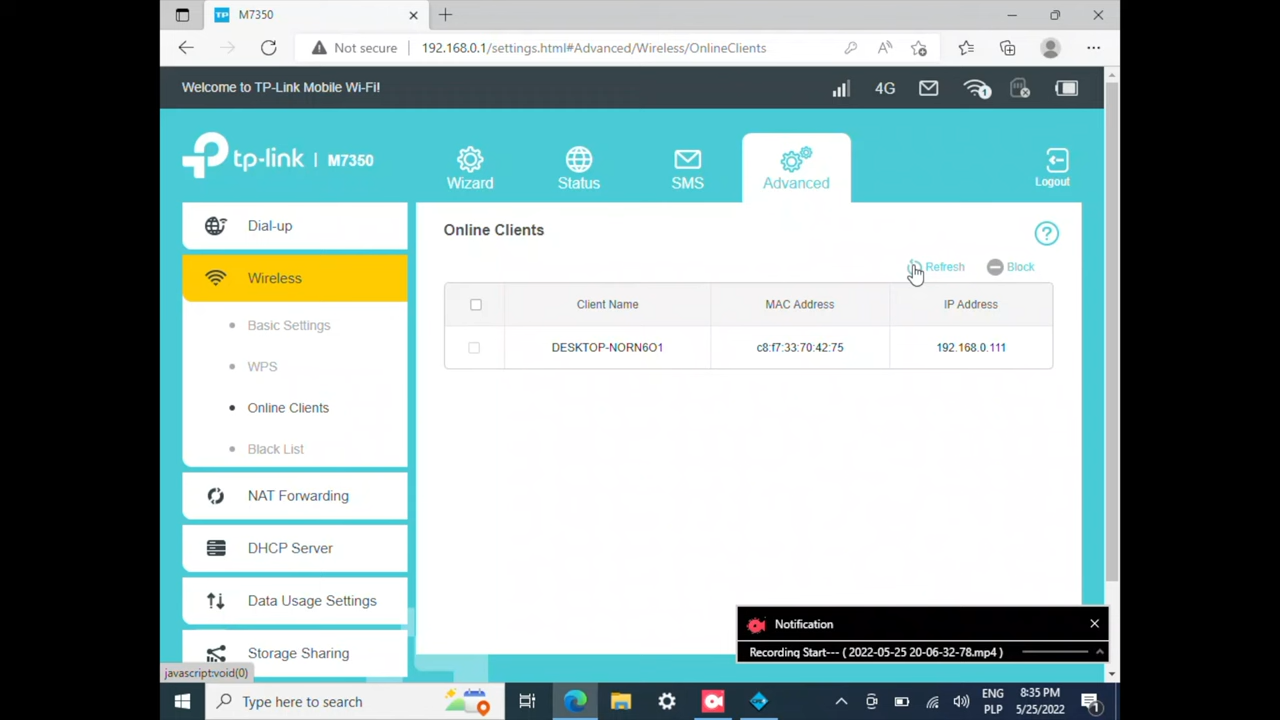 M7350
Not secure
192.168.0.1/settings.html#Advanced/Wireless/OnlineClients
Welcome to TP-Link Mobile Wi-Fi!
4G
1
tp-link | M7350
Wizard
Status
SMS
Advanced
Logout
Dial-up
Wireless
Basic Settings
WPS
Online Clients
Black List
NAT Forwarding
DHCP Server
Data Usage Settings
Storage Sharing
Online Clients
Refresh
Block
Client Name MAC Address IP Address
DESKTOP-NORN6O1 c8:f7:33:70:42:75 192.168.0.111
Notification
Recording Start--- ( 2022-05-25 20-06-32-78.mp4 )
javascript:void(0)
Type here to search
ENG
PLP
8:35 PM
5/25/2022
1